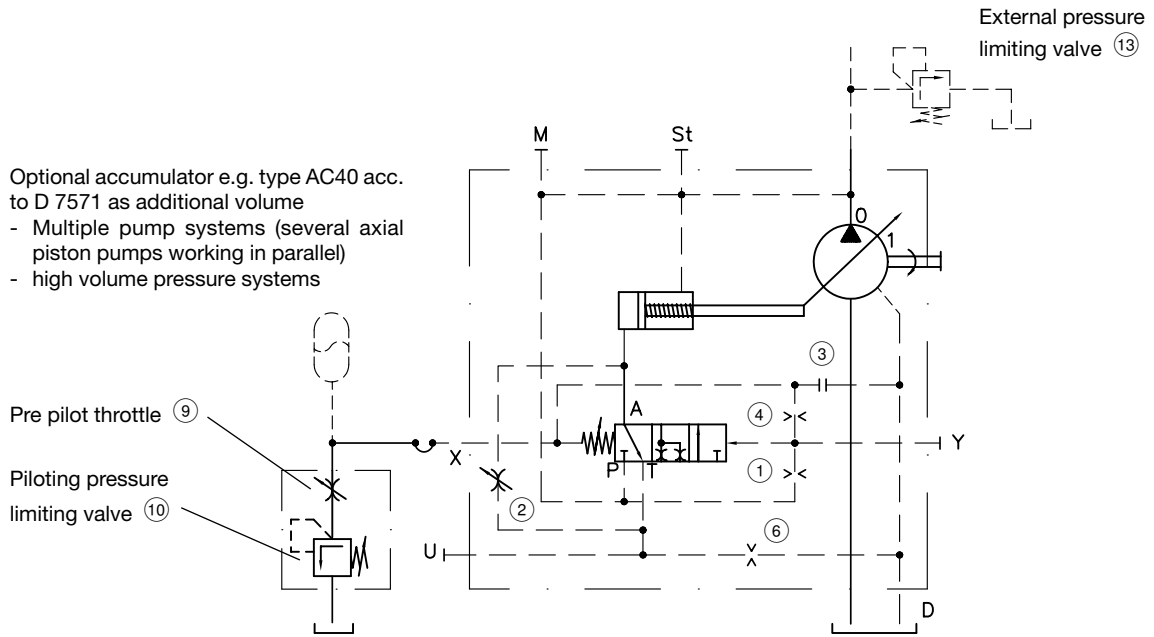 External pressure
limiting valve 13
M
St
Optional accumulator e.g. type AC40 acc.
to D 7571 as additional volume
- Multiple pump systems (several axial
piston pumps working in parallel)
- high volume pressure systems
0
1
3
Pre pilot throttle 9
A
4
X
Y
P
T
1
Piloting pressure
limiting valve 10
2
6
U
D